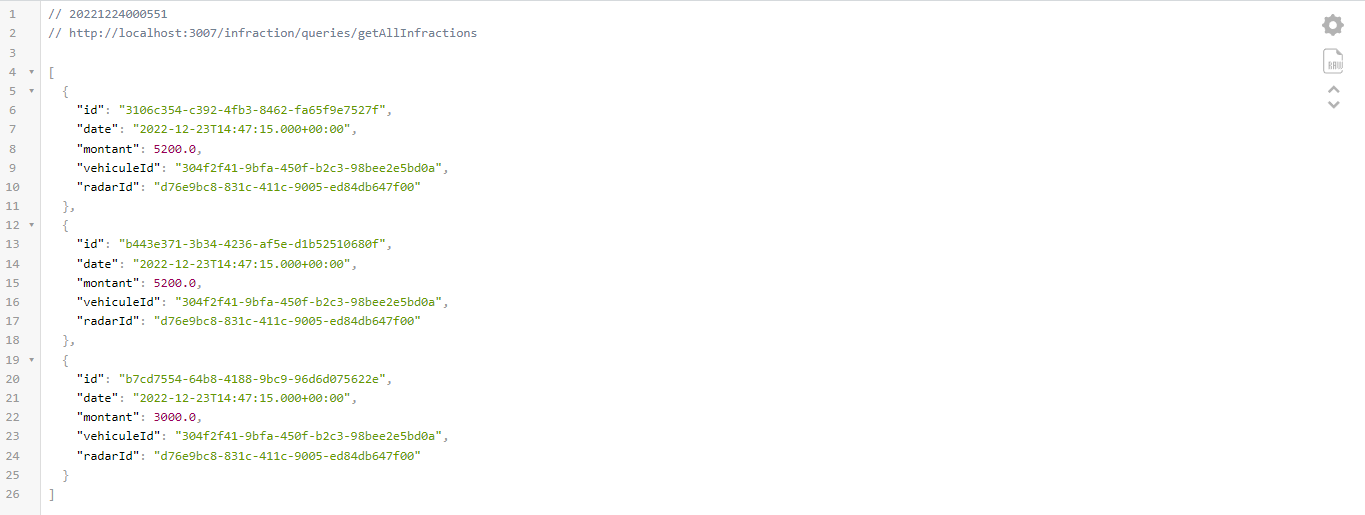 1 // 20221224000551
2 // http://localhost:3007/infraction/queries/getAllInfractions
3
4 [
5 {
6 "id": "3106c354-c392-4fb3-8462-fa65f9e7527f",
7 "date": "2022-12-23T14:47:15.000+00:00",
8 "montant": 5200.0,
9 "vehiculeId": "304f2f41-9bfa-450f-b2c3-98bee2e5bd0a",
10 "radarId": "d76e9bc8-831c-411c-9005-ed84db647f00"
11 },
12 {
13 "id": "b443e371-3b34-4236-af5e-d1b52510680f",
14 "date": "2022-12-23T14:47:15.000+00:00",
15 "montant": 5200.0,
16 "vehiculeId": "304f2f41-9bfa-450f-b2c3-98bee2e5bd0a",
17 "radarId": "d76e9bc8-831c-411c-9005-ed84db647f00"
18 },
19 {
20 "id": "b7cd7554-64b8-4188-9bc9-96d6d075622e",
21 "date": "2022-12-23T14:47:15.000+00:00",
22 "montant": 3000.0,
23 "vehiculeId": "304f2f41-9bfa-450f-b2c3-98bee2e5bd0a",
24 "radarId": "d76e9bc8-831c-411c-9005-ed84db647f00"
25 }
26 ]
RAW